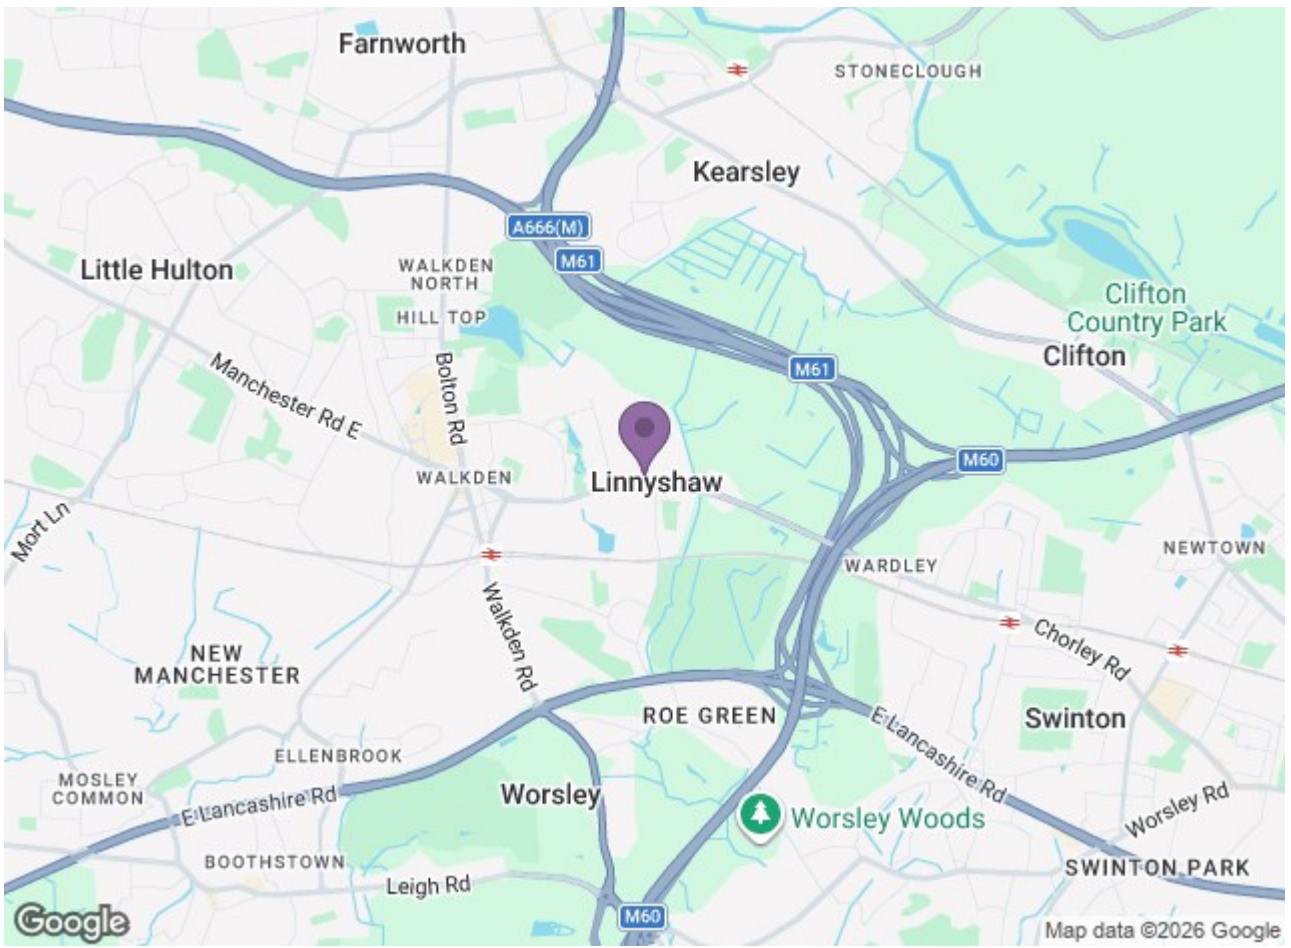 Farnworth
STONECLOUGH
Kearsley
A666(M)
M61
Little Hulton
WALKDEN
NORTH
HILL TOP
Clifton
Country Park
Clifton
M61
Manchester Rd E
Bolton Rd
M60
WALKDEN
Linnyshaw
Mort Ln
NEWTOWN
WARDLEY
Walkden Rd
Chorley Rd
NEW
MANCHESTER
ROE GREEN
Swinton
E Lancashire Rd
ELLENBROOK
MOSLEY
COMMON
Worsley
E Lancashire Rd
Worsley Woods
Worsley Rd
BOOTHSTOWN
Leigh Rd
SWINTON PARK
M60
Google
Map data ©2026 Google